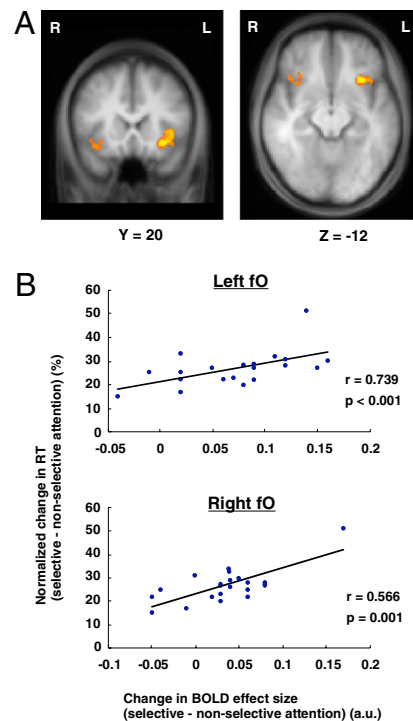 A
R L
R L
Y = 20
Z = -12
B
Left fO
60
50
40
30
20
10
0
-0.05 0 0.05 0.1 0.15 0.2
r = 0.739
p < 0.001
Normalized change in RT
(selective - non-selective attention) (%)
Right fO
60
50
40
30
20
10
0
-0.1 -0.05 0 0.05 0.1 0.15 0.2
r = 0.566
p = 0.001
Change in BOLD effect size
(selective - non-selective attention) (a.u.)